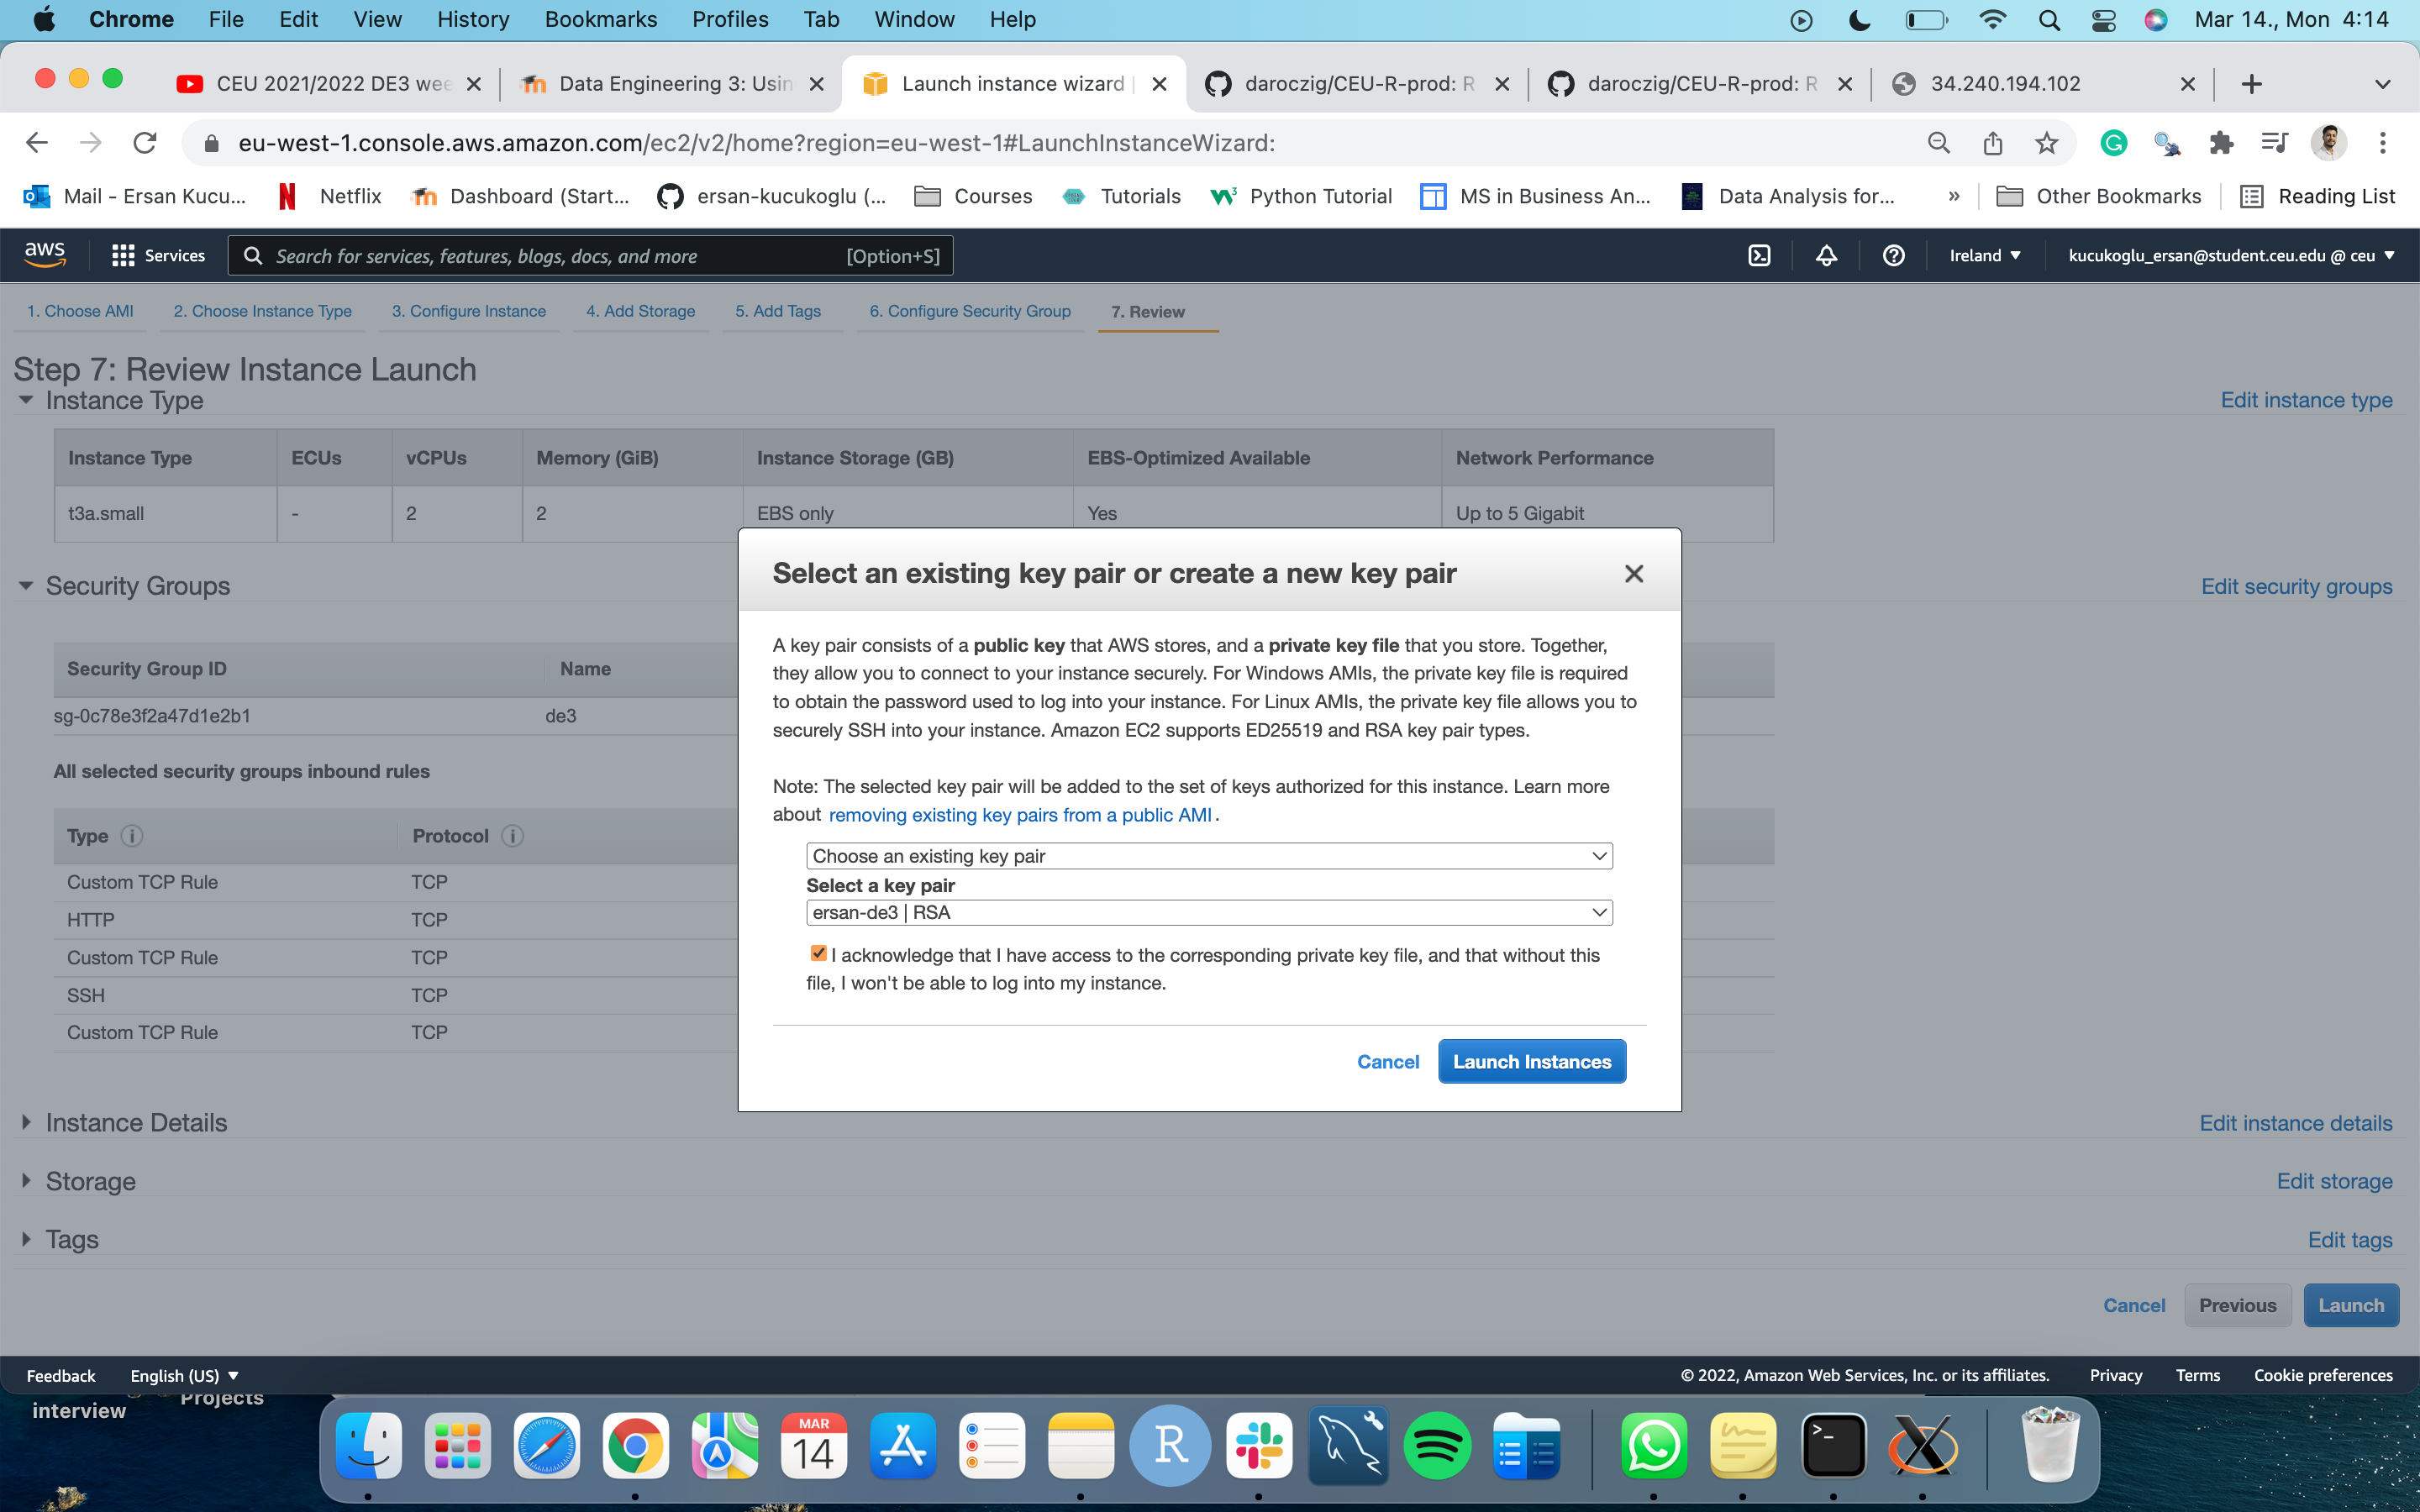 Chrome File Edit View History Bookmarks Profiles Tab Window Help Mar 14., Mon 4:14
CEU 2021/2022 DE3 wee Data Engineering 3: Usin Launch instance wizard daroczig/CEU-R-prod: R daroczig/CEU-R-prod: R 34.240.194.102
eu-west-1.console.aws.amazon.com/ec2/v2/home?region=eu-west-1#LaunchInstanceWizard:
Mail - Ersan Kucu... Netflix Dashboard (Start... ersan-kucukoglu (... Courses Tutorials Python Tutorial MS in Business An... Data Analysis for... » Other Bookmarks Reading List
aws Services Search for services, features, blogs, docs, and more [Option+S] Ireland ▼ kucukoglu_ersan@student.ceu.edu @ ceu ▼
1. Choose AMI 2. Choose Instance Type 3. Configure Instance 4. Add Storage 5. Add Tags 6. Configure Security Group 7. Review
Step 7: Review Instance Launch
Instance Type Edit instance type
Instance Type ECUs vCPUs Memory (GiB) Instance Storage (GB) EBS-Optimized Available Network Performance
t3a.small - 2 2 EBS only Yes Up to 5 Gigabit
Security Groups Edit security groups
Security Group ID Name
sg-0c78e3f2a47d1e2b1 de3
All selected security groups inbound rules
Type Protocol
Custom TCP Rule TCP
HTTP TCP
Custom TCP Rule TCP
SSH TCP
Custom TCP Rule TCP
Select an existing key pair or create a new key pair
A key pair consists of a public key that AWS stores, and a private key file that you store. Together,
they allow you to connect to your instance securely. For Windows AMIs, the private key file is required
to obtain the password used to log into your instance. For Linux AMIs, the private key file allows you to
securely SSH into your instance. Amazon EC2 supports ED25519 and RSA key pair types.
Note: The selected key pair will be added to the set of keys authorized for this instance. Learn more
about removing existing key pairs from a public AMI.
Choose an existing key pair
Select a key pair
ersan-de3 | RSA
I acknowledge that I have access to the corresponding private key file, and that without this
file, I won't be able to log into my instance.
Cancel Launch Instances
Instance Details Edit instance details
Storage Edit storage
Tags Edit tags
Cancel Previous Launch
Feedback English (US) ▼ © 2022, Amazon Web Services, Inc. or its affiliates. Privacy Terms Cookie preferences
interview Projects
MAR
14